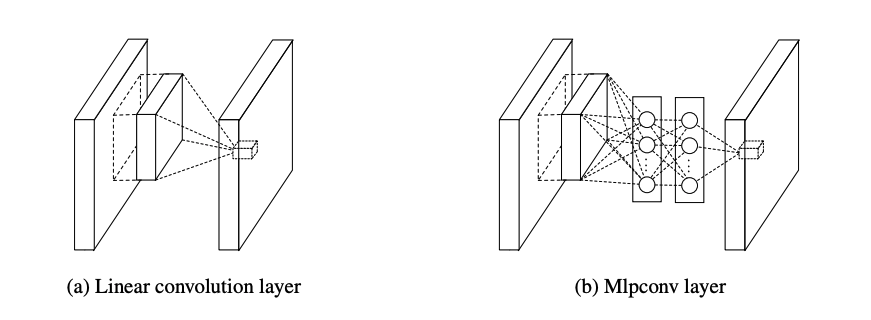 (a) Linear convolution layer
(b) Mlpconv layer